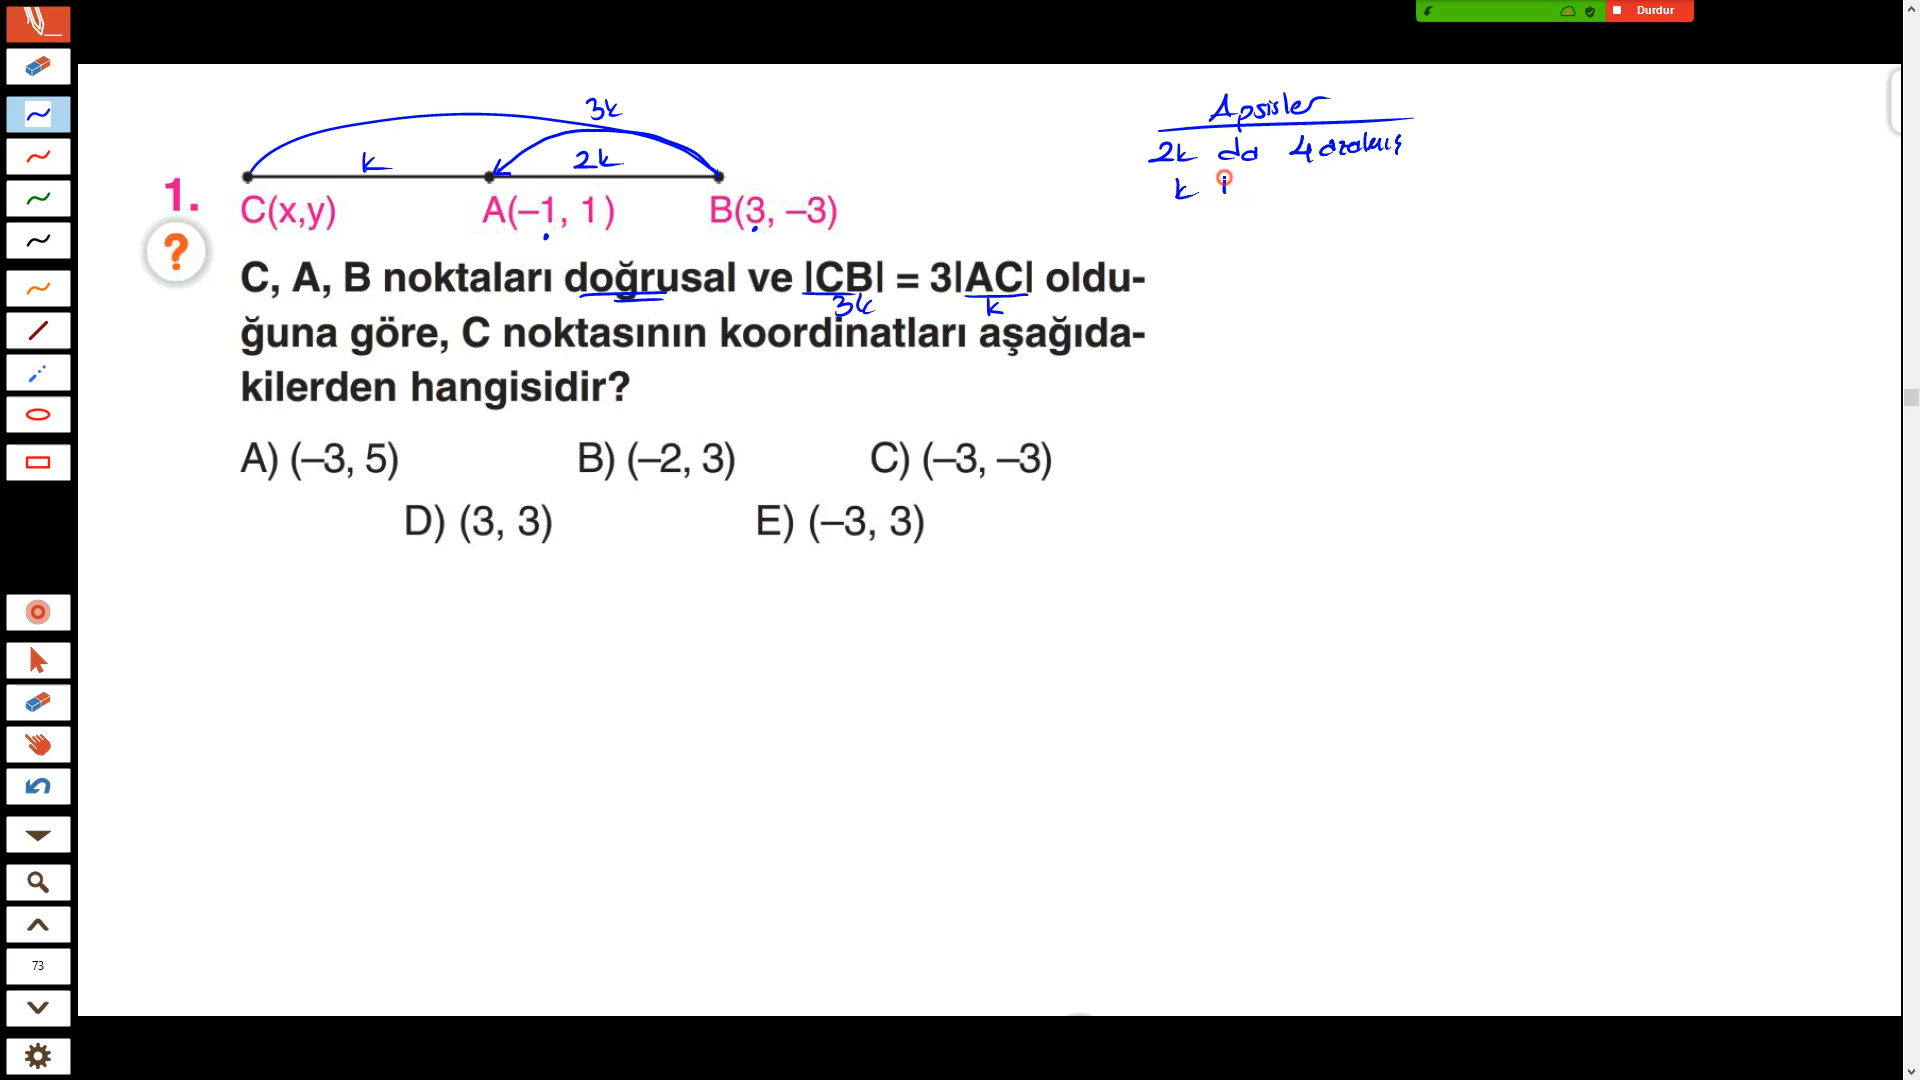 Durdur
Apsisler
3k
k
2k
2k da 4 azalmış
k i
1. C(x,y) A(–1, 1) B(3, –3)
?
C, A, B noktaları doğrusal ve |CB| = 3|AC| oldu-
3k k
ğuna göre, C noktasının koordinatları aşağıda-
kilerden hangisidir?
A) (–3, 5) B) (–2, 3) C) (–3, –3)
D) (3, 3) E) (–3, 3)
73